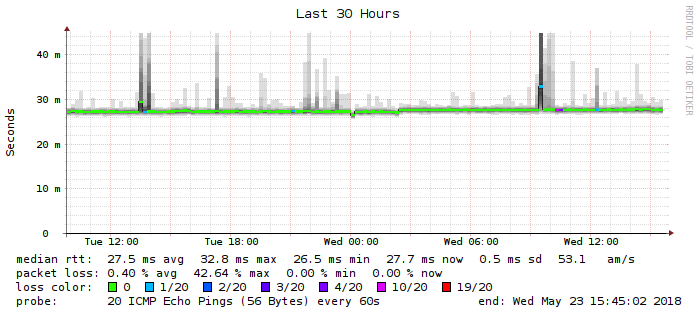 Last 30 Hours
RRDTOOL / TOBI OETIKER
Seconds
40 m
30 m
20 m
10 m
0
Tue 12:00 Tue 18:00 Wed 00:00 Wed 06:00 Wed 12:00
median rtt: 27.5 ms avg 32.8 ms max 26.5 ms min 27.7 ms now 0.5 ms sd 53.1 am/s
packet loss: 0.40 % avg 42.64 % max 0.00 % min 0.00 % now
loss color: 0 1/20 2/20 3/20 4/20 10/20 19/20
probe: 20 ICMP Echo Pings (56 Bytes) every 60s end: Wed May 23 15:45:02 2018